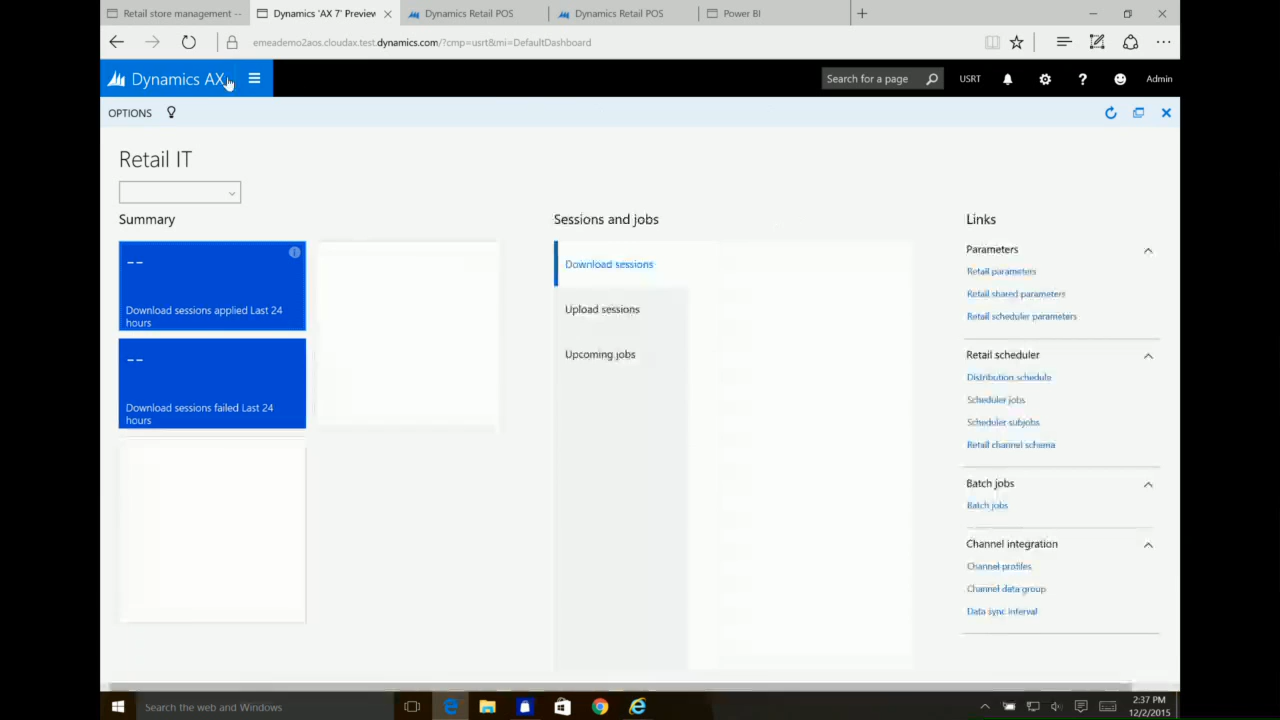 Retail store management --
Dynamics 'AX 7' Preview
Dynamics Retail POS
Dynamics Retail POS
Power BI
emeademo2aos.cloudax.test.dynamics.com/?cmp=usrt&mi=DefaultDashboard
Dynamics AX
Search for a page
USRT
Admin
OPTIONS
Retail IT
Summary
--
Download sessions applied Last 24
hours
--
Download sessions failed Last 24
hours
Sessions and jobs
Download sessions
Upload sessions
Upcoming jobs
Links
Parameters
Retail parameters
Retail shared parameters
Retail scheduler parameters
Retail scheduler
Distribution schedule
Scheduler jobs
Scheduler subjobs
Retail channel schema
Batch jobs
Batch jobs
Channel integration
Channel profiles
Channel data group
Data sync interval
Search the web and Windows
2:37 PM
12/2/2015